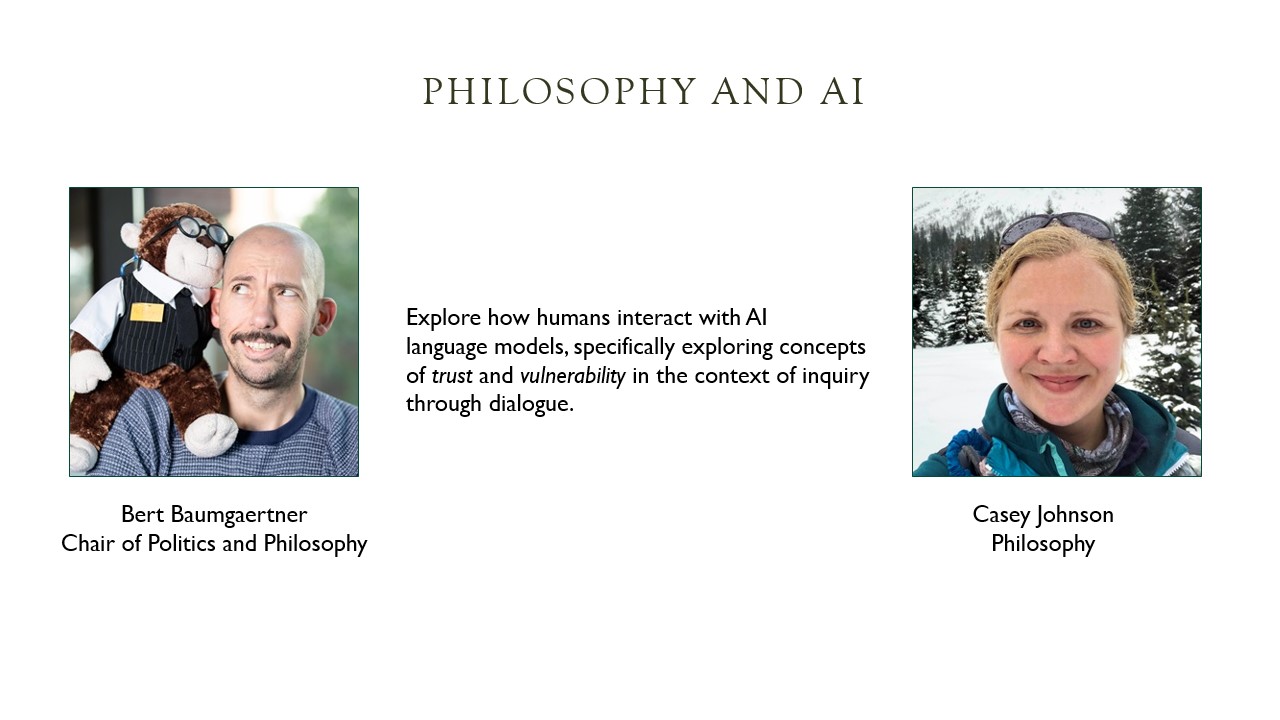 PHILOSOPHY AND AI
Explore how humans interact with AI
language models, specifically exploring concepts
of trust and vulnerability in the context of inquiry
through dialogue.
Bert Baumgaertner
Chair of Politics and Philosophy
Casey Johnson
Philosophy